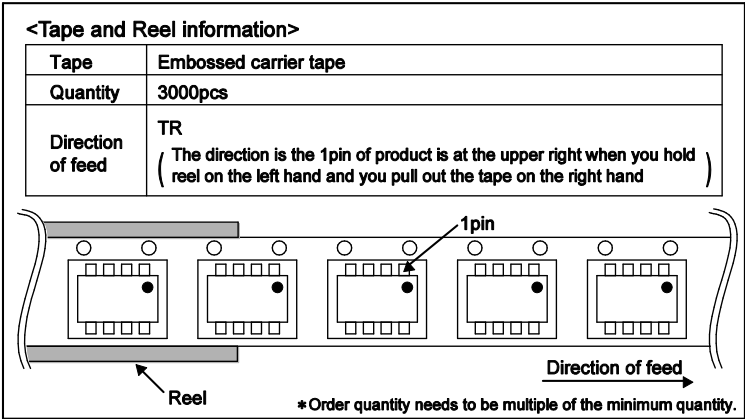 <Tape and Reel information>
Tape Embossed carrier tape
Quantity 3000pcs
Direction of feed TR
( The direction is the 1pin of product is at the upper right when you hold
reel on the left hand and you pull out the tape on the right hand )
1pin
Direction of feed
Reel
*Order quantity needs to be multiple of the minimum quantity.